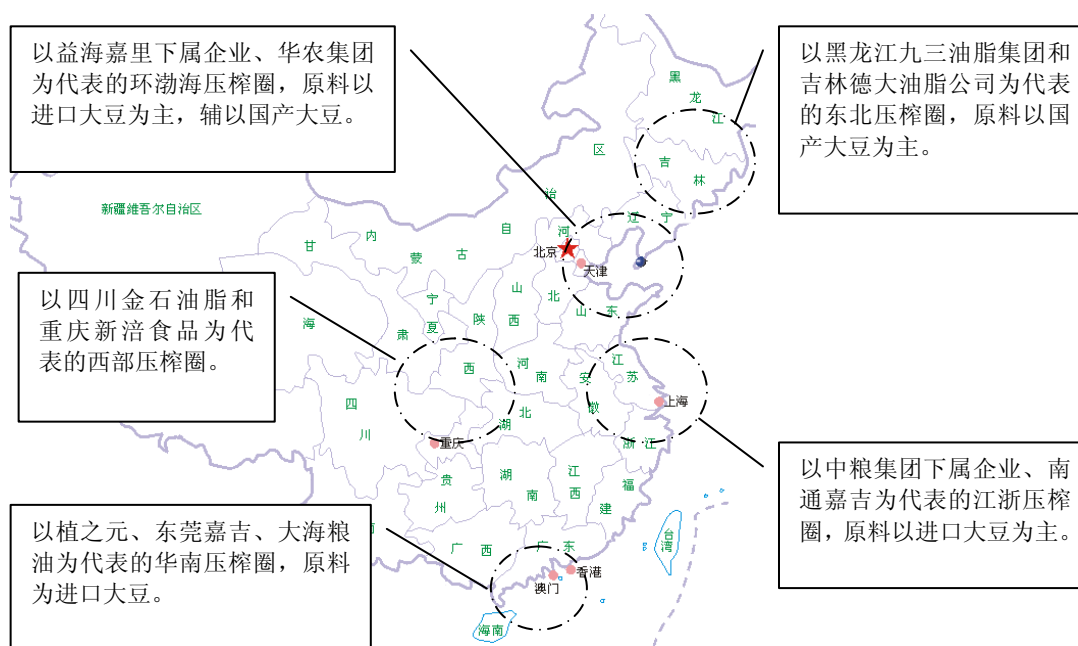 以益海嘉里下属企业、华农集团
为代表的环渤海压榨圈，原料以
进口大豆为主，辅以国产大豆。
以黑龙江九三油脂集团和
吉林德大油脂公司为代表
的东北压榨圈，原料以国
产大豆为主。
以四川金石油脂和
重庆新涪食品为代
表的西部压榨圈。
以中粮集团下属企业、南
通嘉吉为代表的江浙压榨
圈，原料以进口大豆为主。
以植之元、东莞嘉吉、大海粮
油为代表的华南压榨圈，原料
为进口大豆。
黑
龙
江
吉
林
辽 宁
区
治
自
古
蒙
内
新疆維吾尔自治区
甘
肃
河
北
北京
天津
宁
夏
陕
西
山
西
山 东
海
河
南
江
苏
安
徽
上海
四
川
重庆
湖
北
浙 江
贵
州
湖
南
江
西
福
建
台
湾
南
广 西
广 东
香港
澳门
海南